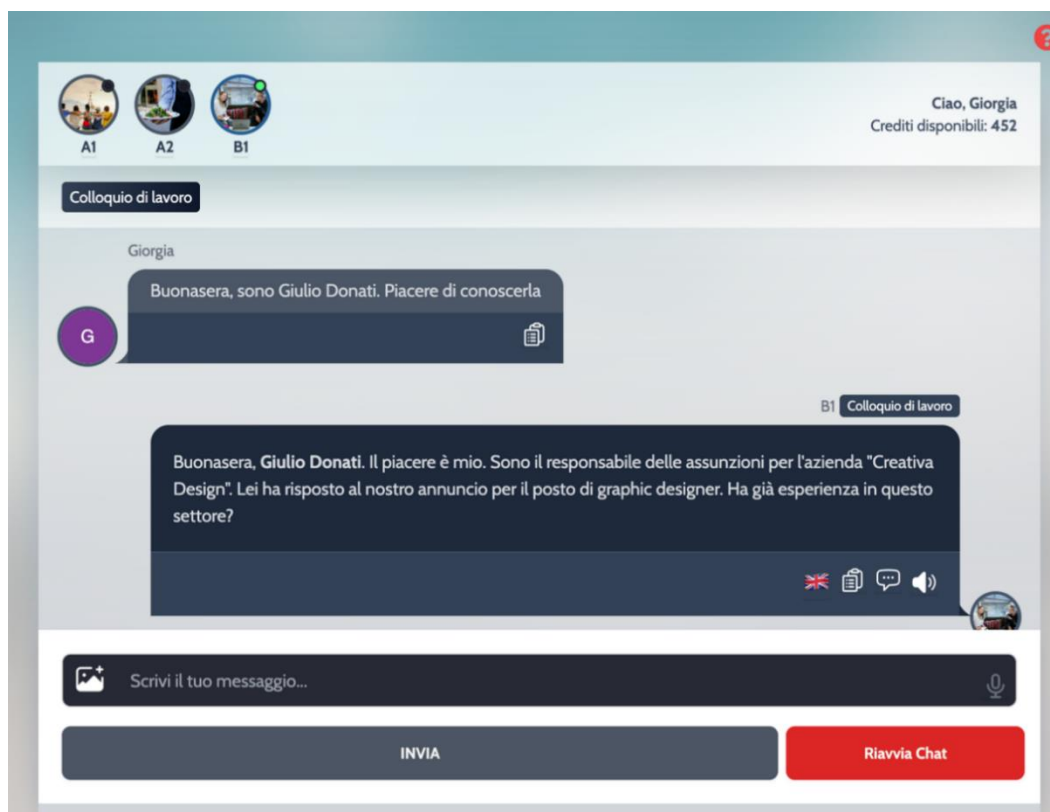 ?
Ciao, Giorgia
Crediti disponibili: 452
A1 A2 B1
Colloquio di lavoro
Giorgia
Buonasera, sono Giulio Donati. Piacere di conoscerla
G
B1 Colloquio di lavoro
Buonasera, Giulio Donati. Il piacere è mio. Sono il responsabile delle assunzioni per l'azienda "Creativa
Design". Lei ha risposto al nostro annuncio per il posto di graphic designer. Ha già esperienza in questo
settore?
Scrivi il tuo messaggio...
INVIA
Riavvia Chat